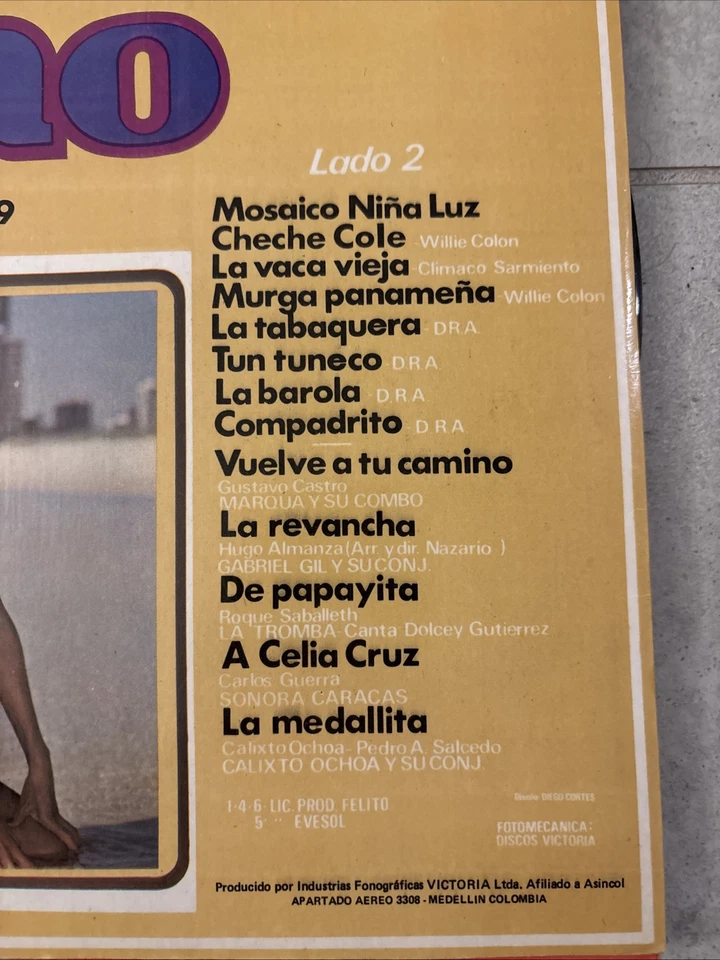 no
9
Lado 2
Mosaico Niña Luz
Cheche Cole - Willie Colon
La vaca vieja - Climaco Sarmiento
Murga panameña - Willie Colon
La tabaquera - D.R.A.
Tun tuneco - D.R.A.
La barola - D.R.A.
Compadrito - D.R.A
Vuelve a tu camino
Gustavo Castro
MARQUA Y SU COMBO
La revancha
Hugo Almanza (Arr. y dir. Nazario )
GABRIEL GIL Y SU CONJ.
De papayita
Roque Saballeth
LA TROMBA - Canta Dolcey Gutierrez
A Celia Cruz
Carlos Guerra
SONORA CARACAS
La medallita
Calixto Ochoa - Pedro A. Salcedo
CALIXTO OCHOA Y SU CONJ.
1-4-6- LIC. PROD. FELITO
5- " EVESOL
DIEGO CORTES
FOTOMECANICA:
DISCOS VICTORIA
Producido por Industrias Fonográficas VICTORIA Ltda. Afiliado a Asincol
APARTADO AEREO 3308 - MEDELLIN COLOMBIA